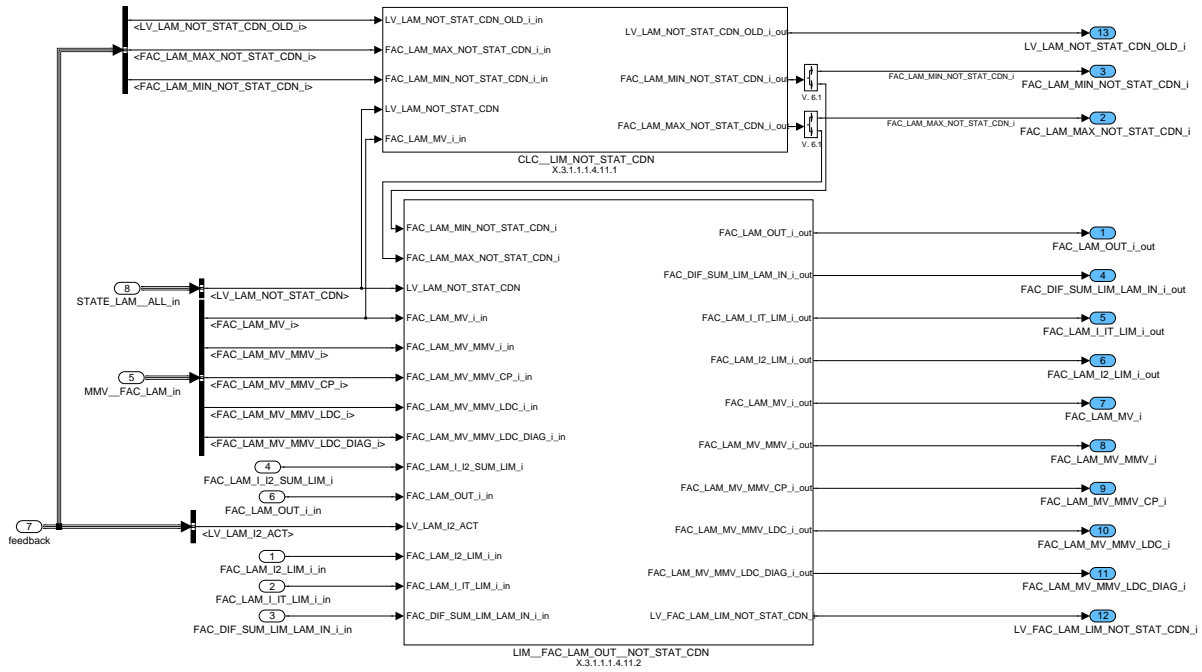 <LV_LAM_NOT_STAT_CDN_OLD_i>
<FAC_LAM_MAX_NOT_STAT_CDN_i>
<FAC_LAM_MIN_NOT_STAT_CDN_i>
LV_LAM_NOT_STAT_CDN_OLD_i_in
FAC_LAM_MAX_NOT_STAT_CDN_i_in
FAC_LAM_MIN_NOT_STAT_CDN_i_in
LV_LAM_NOT_STAT_CDN
FAC_LAM_MV_i_in
LV_LAM_NOT_STAT_CDN_OLD_i_out
FAC_LAM_MIN_NOT_STAT_CDN_i_out
FAC_LAM_MAX_NOT_STAT_CDN_i_out
CLC__LIM_NOT_STAT_CDN
X.3.1.1.1.4.11.1
V. 6.1
V. 6.1
FAC_LAM_MIN_NOT_STAT_CDN_i
FAC_LAM_MAX_NOT_STAT_CDN_i
13
LV_LAM_NOT_STAT_CDN_OLD_i
3
FAC_LAM_MIN_NOT_STAT_CDN_i
2
FAC_LAM_MAX_NOT_STAT_CDN_i
8
STATE_LAM__ALL_in
5
MMV__FAC_LAM_in
<LV_LAM_NOT_STAT_CDN>
<FAC_LAM_MV_i>
<FAC_LAM_MV_MMV_i>
<FAC_LAM_MV_MMV_CP_i>
<FAC_LAM_MV_MMV_LDC_i>
<FAC_LAM_MV_MMV_LDC_DIAG_i>
4
FAC_LAM_I_I2_SUM_LIM_i
6
FAC_LAM_OUT_i_in
7
feedback
<LV_LAM_I2_ACT>
1
FAC_LAM_I2_LIM_i_in
2
FAC_LAM_I_IT_LIM_i_in
3
FAC_DIF_SUM_LIM_LAM_IN_i_in
FAC_LAM_MIN_NOT_STAT_CDN_i
FAC_LAM_MAX_NOT_STAT_CDN_i
LV_LAM_NOT_STAT_CDN
FAC_LAM_MV_i_in
FAC_LAM_MV_MMV_i_in
FAC_LAM_MV_MMV_CP_i_in
FAC_LAM_MV_MMV_LDC_i_in
FAC_LAM_MV_MMV_LDC_DIAG_i_in
FAC_LAM_I_I2_SUM_LIM_i
FAC_LAM_OUT_i_in
LV_LAM_I2_ACT
FAC_LAM_I2_LIM_i_in
FAC_LAM_I_IT_LIM_i_in
FAC_DIF_SUM_LIM_LAM_IN_i_in
FAC_LAM_OUT_i_out
FAC_DIF_SUM_LIM_LAM_IN_i_out
FAC_LAM_I_IT_LIM_i_out
FAC_LAM_I2_LIM_i_out
FAC_LAM_MV_i_out
FAC_LAM_MV_MMV_i_out
FAC_LAM_MV_MMV_CP_i_out
FAC_LAM_MV_MMV_LDC_i_out
FAC_LAM_MV_MMV_LDC_DIAG_i_out
LV_FAC_LAM_LIM_NOT_STAT_CDN_i
LIM__FAC_LAM_OUT__NOT_STAT_CDN
X.3.1.1.1.4.11.2
1
FAC_LAM_OUT_i_out
4
FAC_DIF_SUM_LIM_LAM_IN_i_out
5
FAC_LAM_I_IT_LIM_i_out
6
FAC_LAM_I2_LIM_i_out
7
FAC_LAM_MV_i
8
FAC_LAM_MV_MMV_i
9
FAC_LAM_MV_MMV_CP_i
10
FAC_LAM_MV_MMV_LDC_i
11
FAC_LAM_MV_MMV_LDC_DIAG_i
12
LV_FAC_LAM_LIM_NOT_STAT_CDN_i